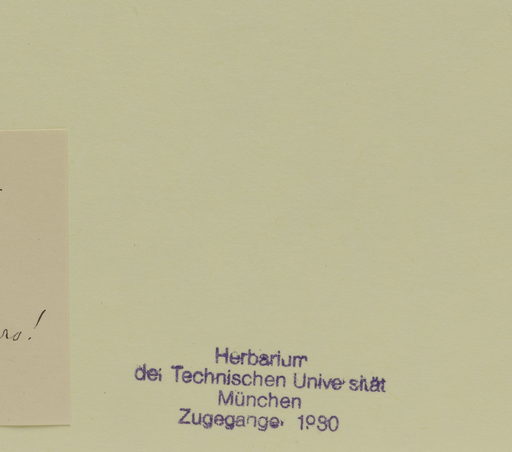 Herbarium
der Technischen Universität
München
Zugegangen 1980